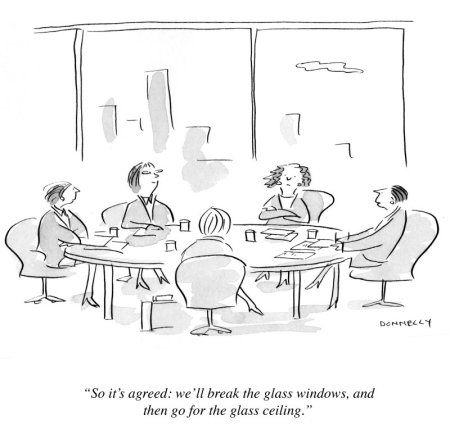 DONNELLY
“So it’s agreed: we’ll break the glass windows, and
then go for the glass ceiling.”